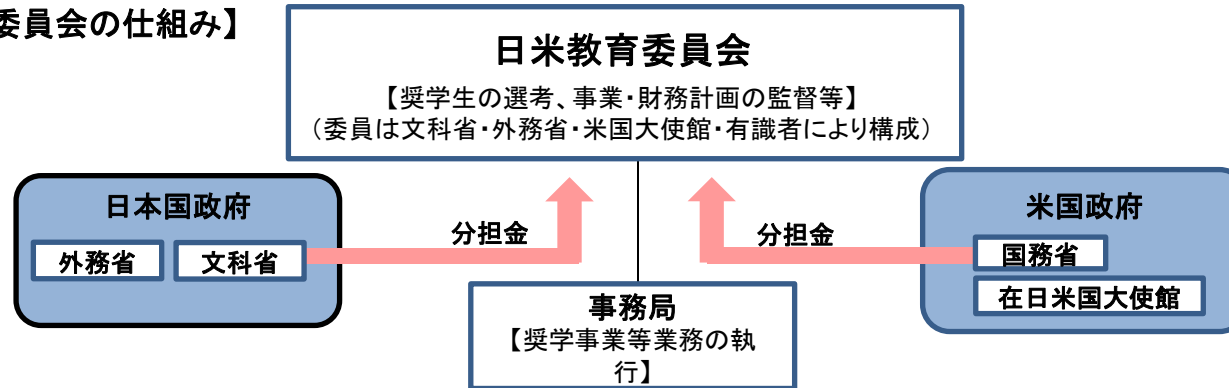 委員会の仕組み】
日米教育委員会
【奨学生の選考、事業・財務計画の監督等】
（委員は文科省・外務省・米国大使館・有識者により構成）
日本国政府
外務省
文科省
分担金
分担金
米国政府
国務省
在日米国大使館
事務局
【奨学事業等業務の執
行】